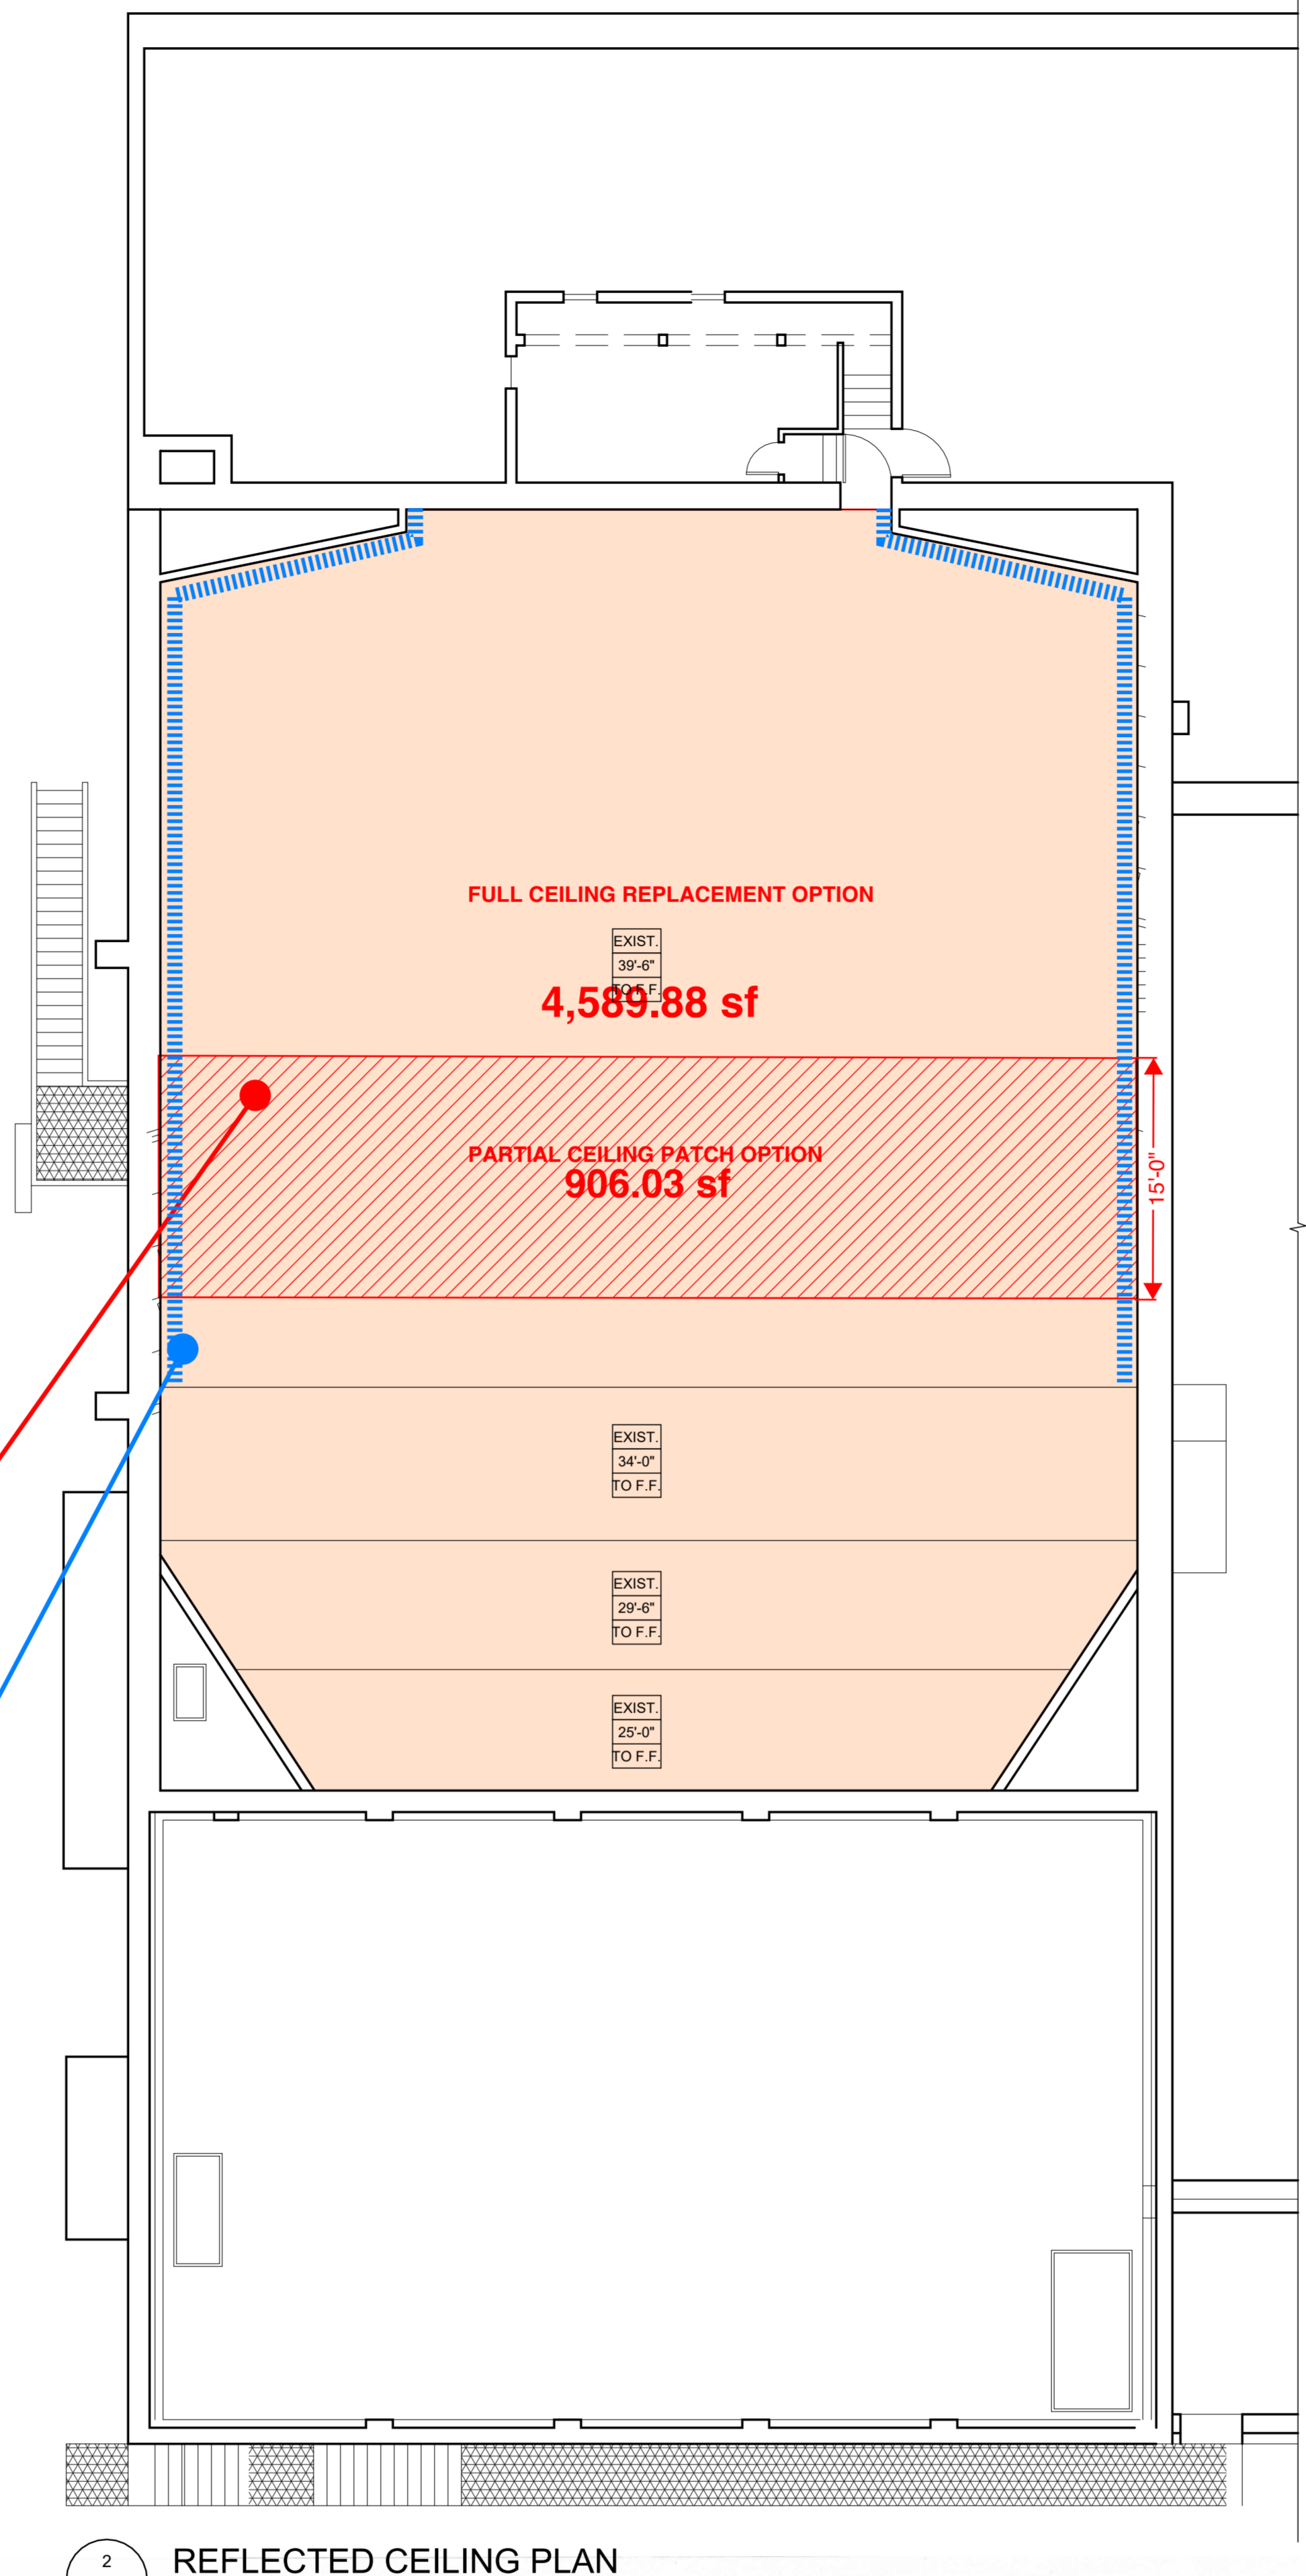 FULL CEILING REPLACEMENT OPTION
EXIST.
39'-6"
TO F.F.
4,589.88 sf
PARTIAL CEILING PATCH OPTION
906.03 sf
15'-0"
EXIST.
34'-0"
TO F.F.
EXIST.
29'-6"
TO F.F.
EXIST.
25'-0"
TO F.F.
2
REFLECTED CEILING PLAN